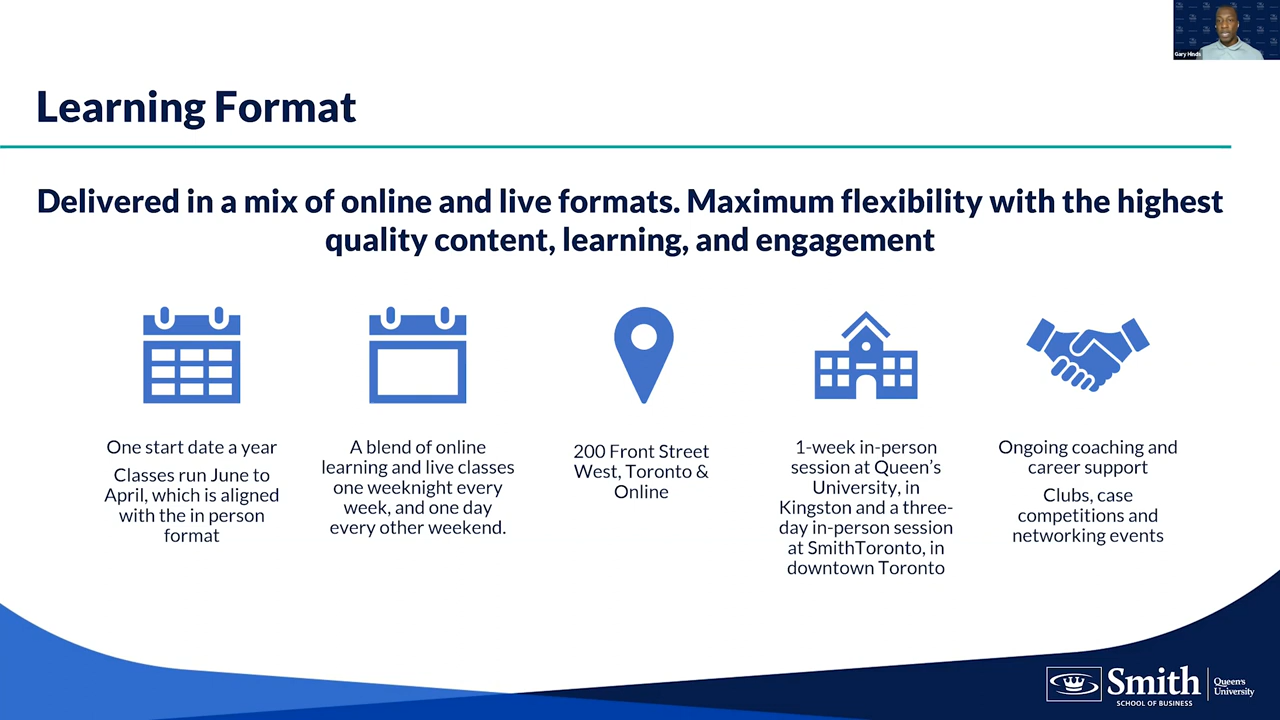 Gary Hinds
Learning Format
Delivered in a mix of online and live formats. Maximum flexibility with the highest
quality content, learning, and engagement
One start date a year
Classes run June to
April, which is aligned
with the in person
format
A blend of online
learning and live classes
one weeknight every
week, and one day
every other weekend.
200 Front Street
West, Toronto &
Online
1-week in-person
session at Queen's
University, in
Kingston and a three-
day in-person session
at SmithToronto, in
downtown Toronto
Ongoing coaching and
career support
Clubs, case
competitions and
networking events
Smith
SCHOOL OF BUSINESS
Queen's
University